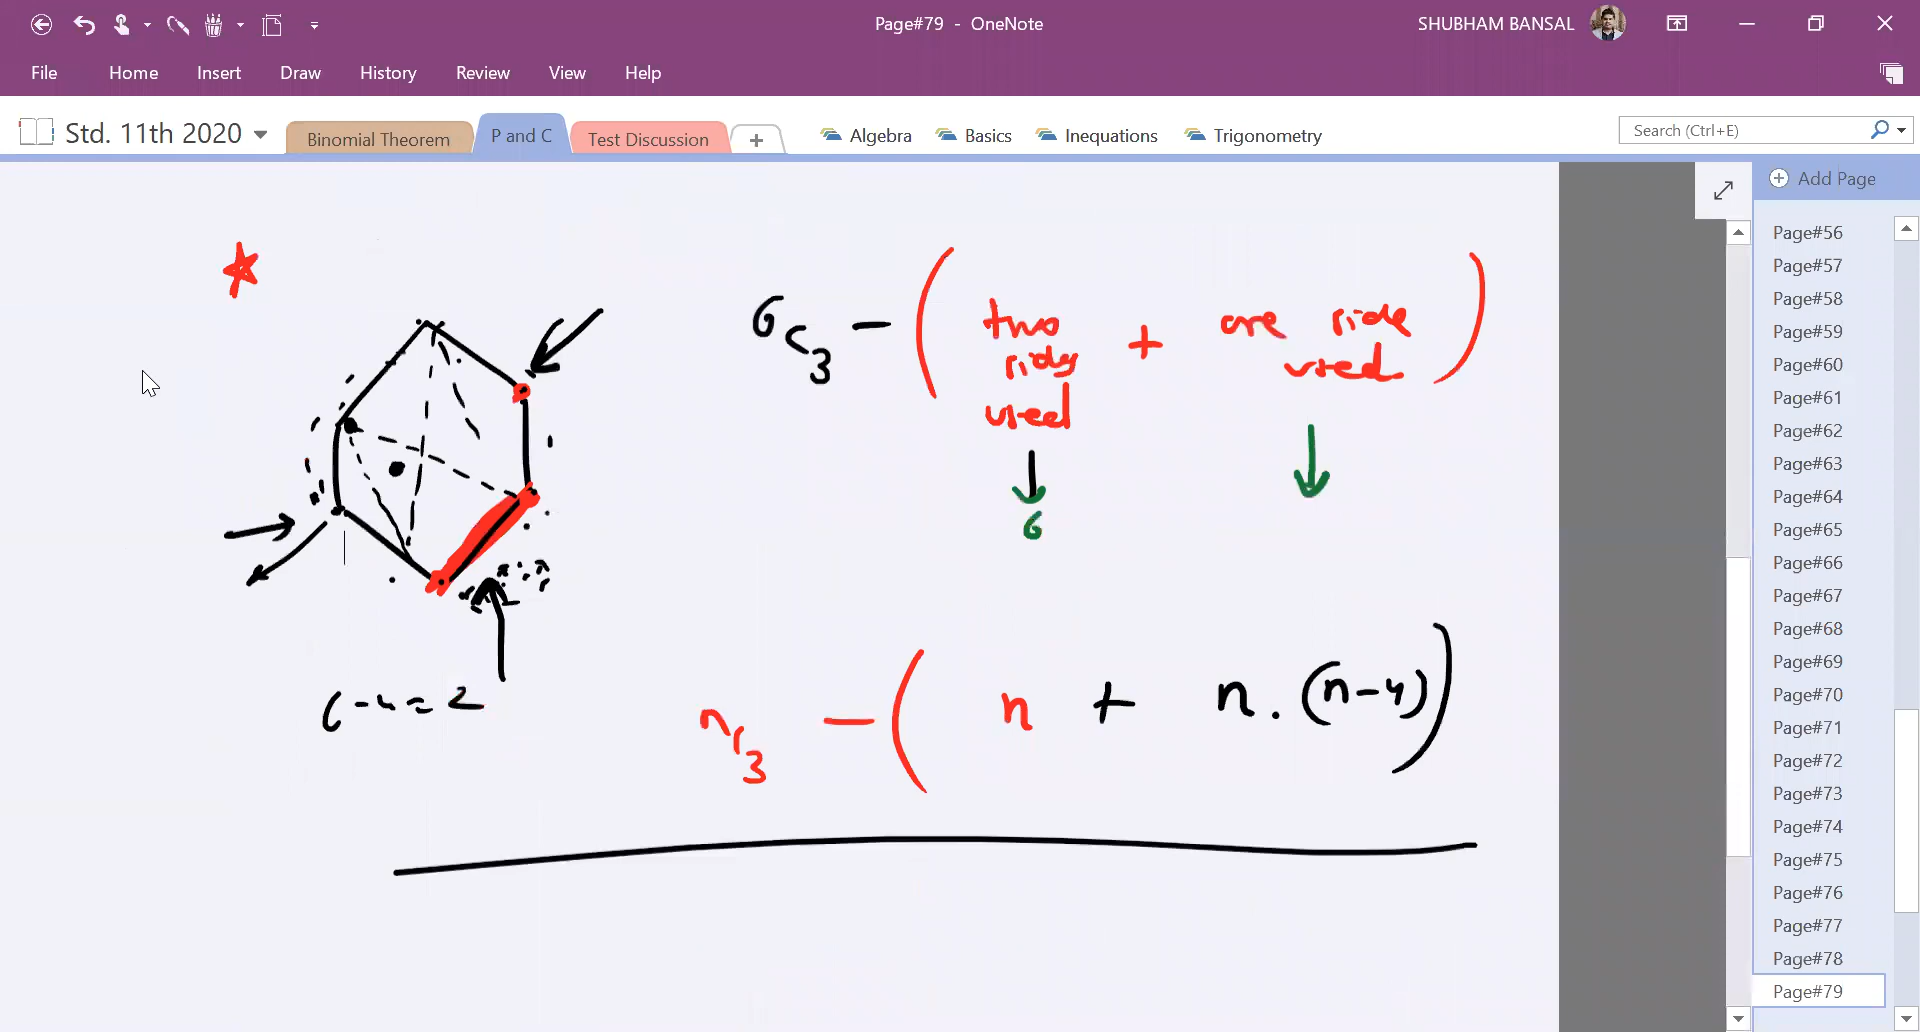 Page#79 - OneNote
SHUBHAM BANSAL
File Home Insert Draw History Review View Help
Std. 11th 2020
Binomial Theorem
P and C
Test Discussion
+
Algebra
Basics
Inequations
Trigonometry
Search (Ctrl+E)
Add Page
Page#56
Page#57
Page#58
Page#59
Page#60
Page#61
Page#62
Page#63
Page#64
Page#65
Page#66
Page#67
Page#68
Page#69
Page#70
Page#71
Page#72
Page#73
Page#74
Page#75
Page#76
Page#77
Page#78
Page#79
6C3 - ( two sides used + one side used )
6
6-4=2
nC3 - ( n + n.(n-4) )